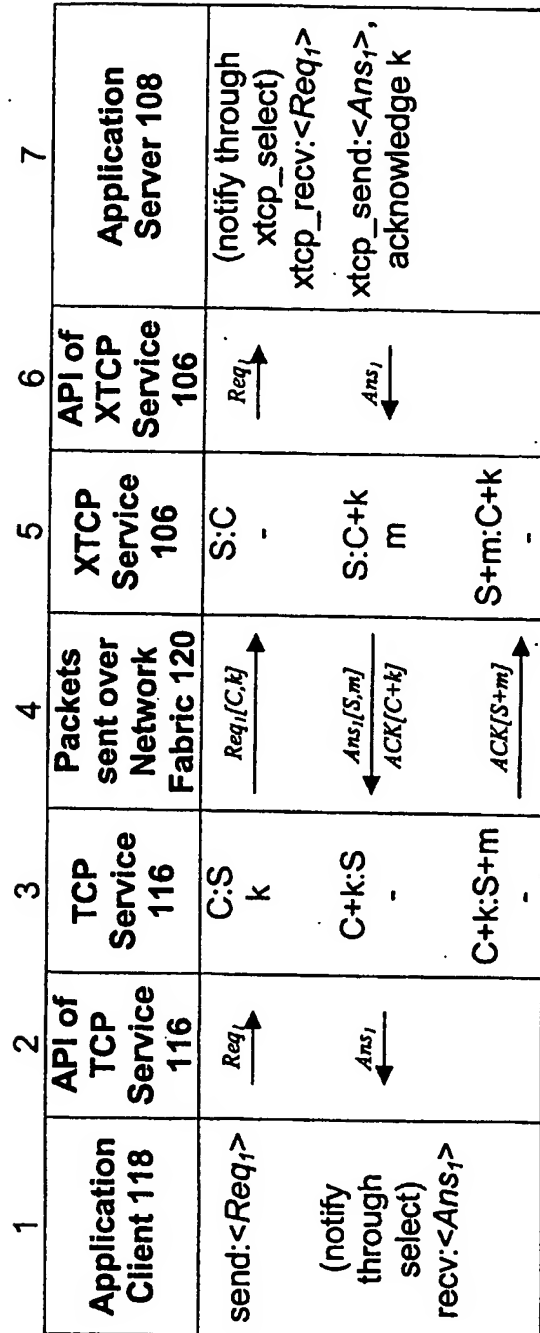 1 2 3 4 5 6 7
Application
Client 118
API of
TCP
Service
116
TCP
Service
116
Packets
sent over
Network
Fabric 120
XTCP
Service
106
API of
XTCP
Service
106
Application
Server 108
send:<Req₁>
Req₁
C:S
k
Req₁[C,k]
S:C
-
Req₁
(notify through
xtcp_select)
xtcp_recv:<Req₁>
(notify
through
select)
recv:<Ans₁>
Ans₁
C+k:S
-
Ans₁[S,m]
ACK[C+k]
S:C+k
m
Ans₁
xtcp_send:<Ans₁>,
acknowledge k
C+k:S+m
-
ACK[S+m]
S+m:C+k
-